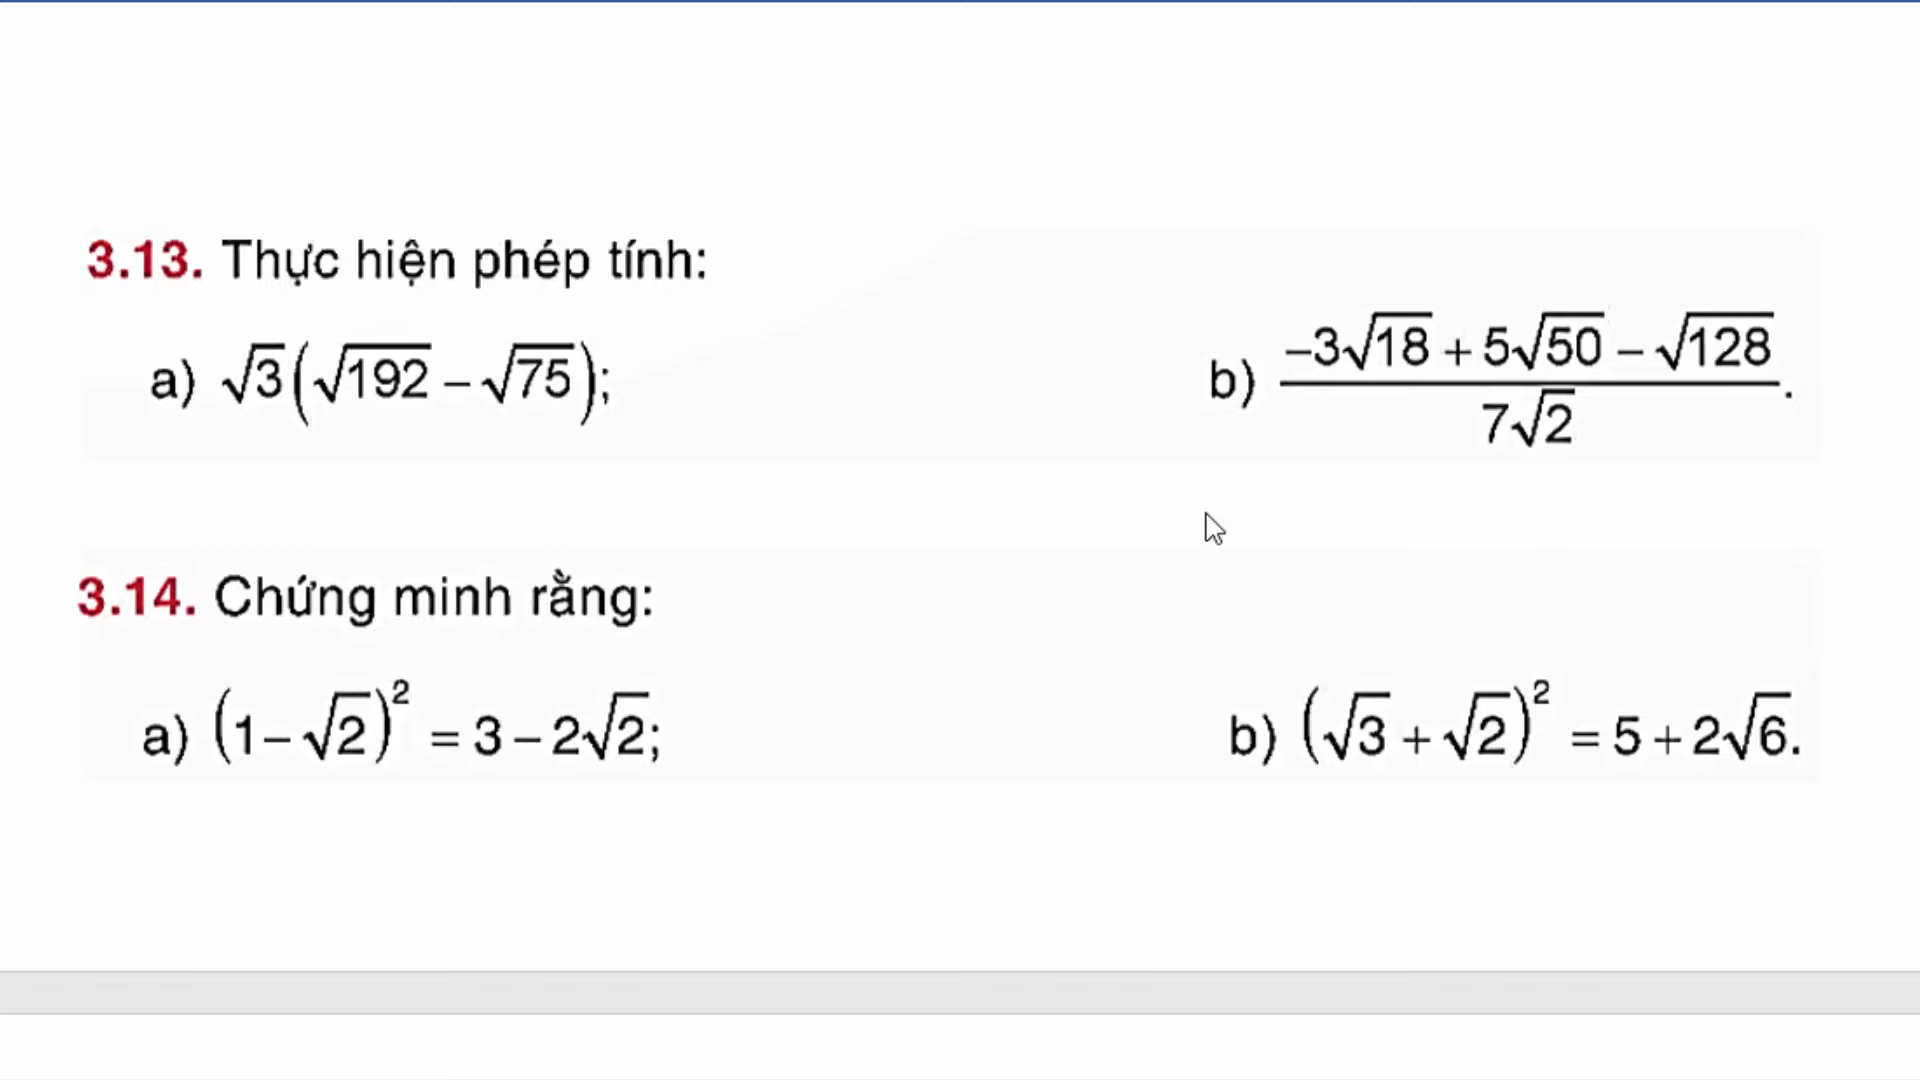 3.13. Thực hiện phép tính:
a) √3(√192 − √75); b) (−3√18 + 5√50 − √128)/(7√2).
3.14. Chứng minh rằng:
a) (1 − √2)² = 3 − 2√2; b) (√3 + √2)² = 5 + 2√6.